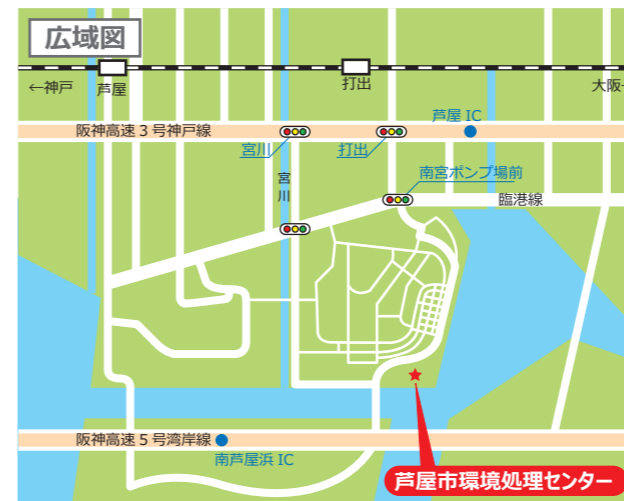 広域図
←神戸
芦屋
打出
大阪
芦屋 IC
阪神高速 3 号神戸線
宮川
打出
宮川
南宮ポンプ場前
臨港線
阪神高速 5 号湾岸線
南芦屋浜 IC
芦屋市環境処理センター